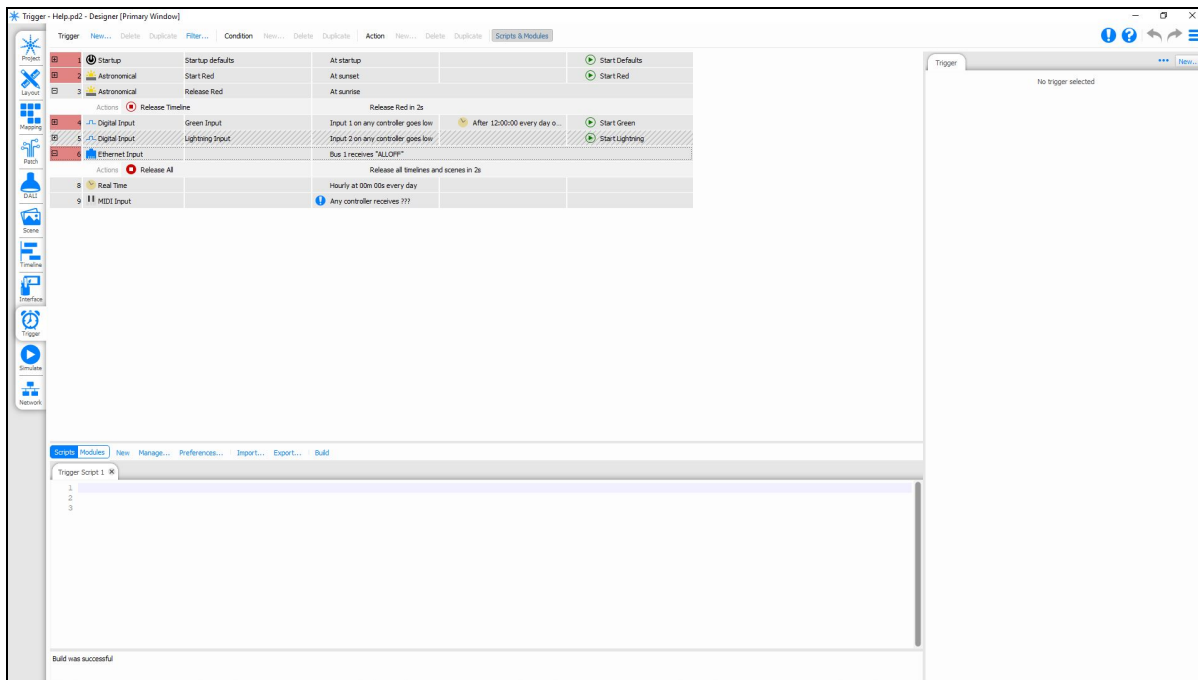 Trigger - Help.pd2 - Designer [Primary Window]
Trigger New... Delete Duplicate Filter... Condition New... Delete Duplicate Action New... Delete Duplicate Scripts & Modules
Project
Layout
Mapping
Patch
DALI
Scene
Timeline
Interface
Trigger
Simulate
Network
1 Startup Startup defaults At startup Start Defaults
2 Astronomical Start Red At sunset Start Red
3 Astronomical Release Red At sunrise
Actions Release Timeline Release Red in 2s
4 Digital Input Green Input Input 1 on any controller goes low After 12:00:00 every day o... Start Green
5 Digital Input Lightning Input Input 2 on any controller goes low Start Lightning
6 Ethernet Input Bus 1 receives "ALLOFF"
Actions Release All Release all timelines and scenes in 2s
8 Real Time Hourly at 00m 00s every day
9 MIDI Input Any controller receives ???
Trigger ••• New...
No trigger selected
Scripts Modules New Manage... Preferences... Import... Export... Build
Trigger Script 1
1
2
3
Build was successful